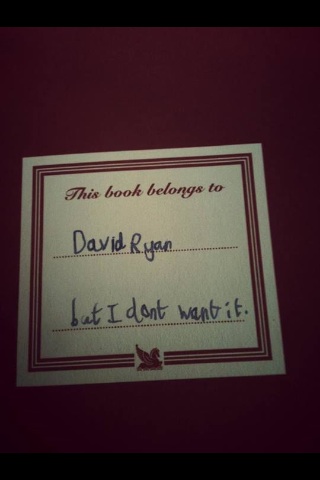 This book belongs to
David Ryan
but I dont want it.